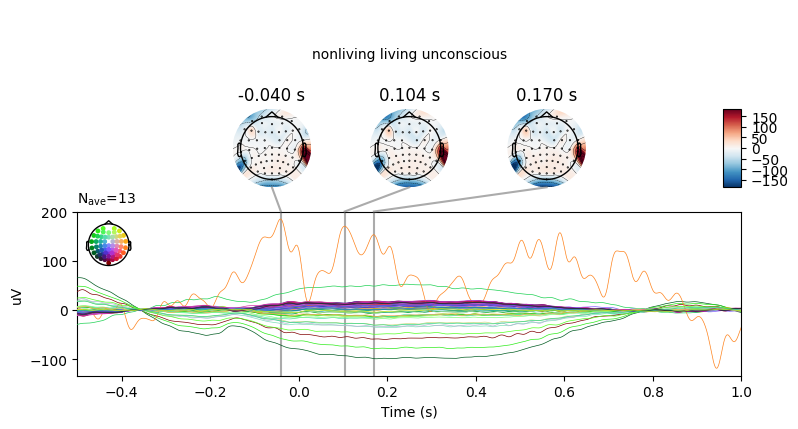 nonliving living unconscious
-0.040 s 0.104 s 0.170 s
150
100
50
0
−50
−100
−150
Nave=13
200
100
0
−100
uV
−0.4 −0.2 0.0 0.2 0.4 0.6 0.8 1.0
Time (s)